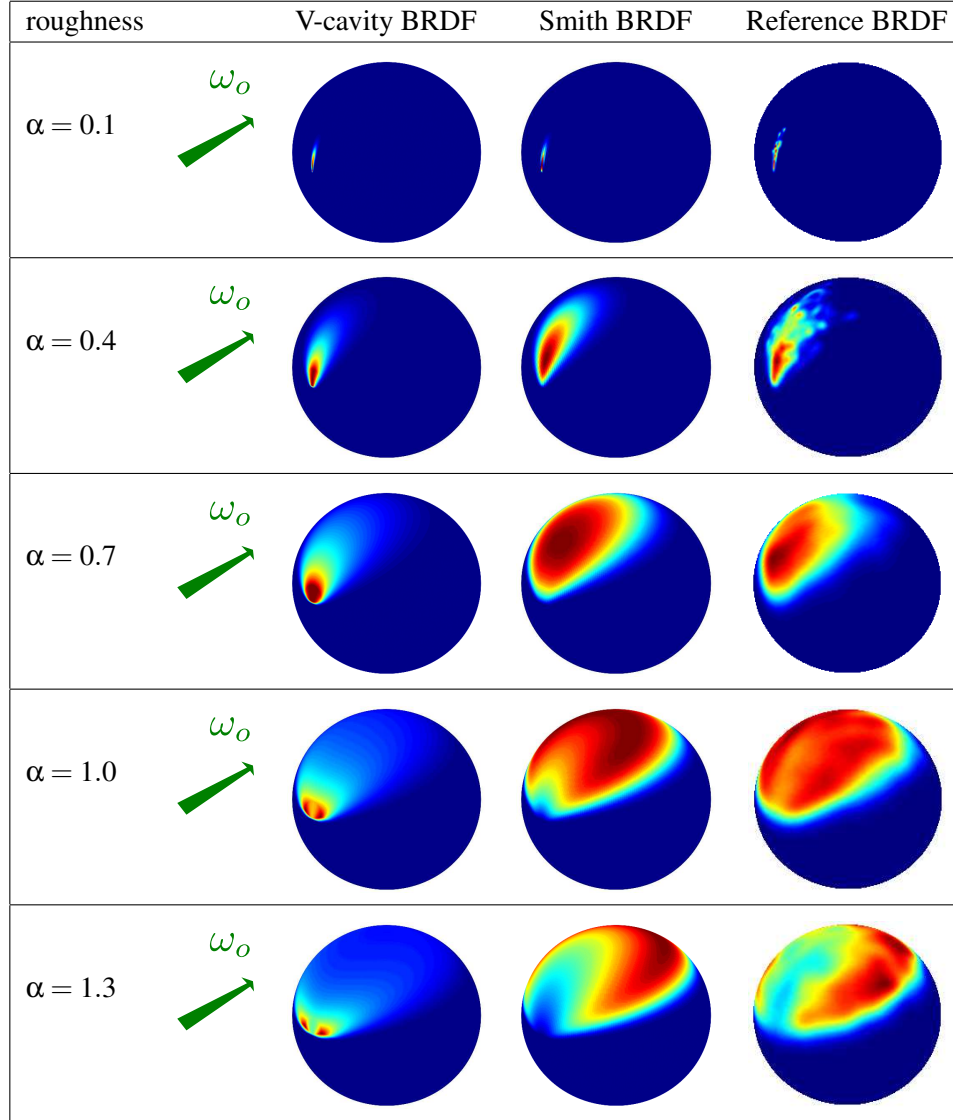 roughness V-cavity BRDF Smith BRDF Reference BRDF
ω_o
α = 0.1
ω_o
α = 0.4
ω_o
α = 0.7
ω_o
α = 1.0
ω_o
α = 1.3